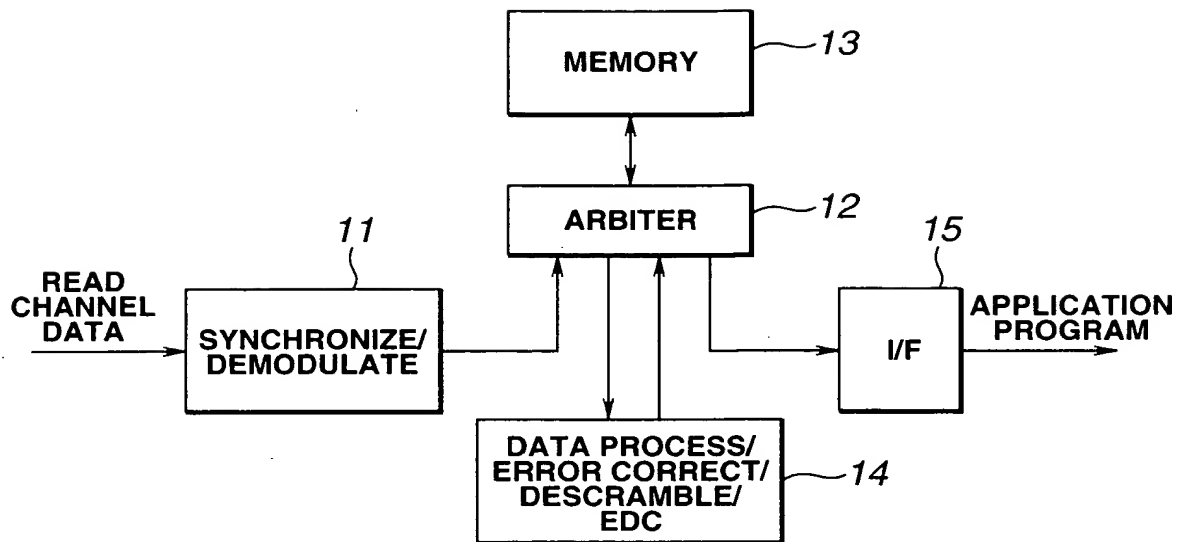 MEMORY
13
ARBITER
12
11
15
READ
CHANNEL
DATA
SYNCHRONIZE/
DEMODULATE
I/F
APPLICATION
PROGRAM
DATA PROCESS/
ERROR CORRECT/
DESCRAMBLE/
EDC
14